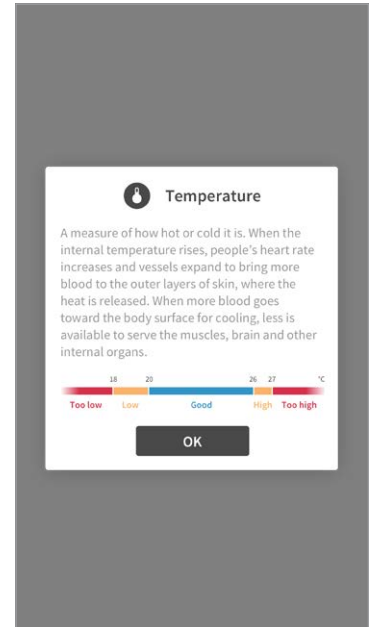 Temperature
A measure of how hot or cold it is. When the
internal temperature rises, people's heart rate
increases and vessels expand to bring more
blood to the outer layers of skin, where the
heat is released. When more blood goes
toward the body surface for cooling, less is
available to serve the muscles, brain and other
internal organs.
18 20 26 27 °C
Too low Low Good High Too high
OK